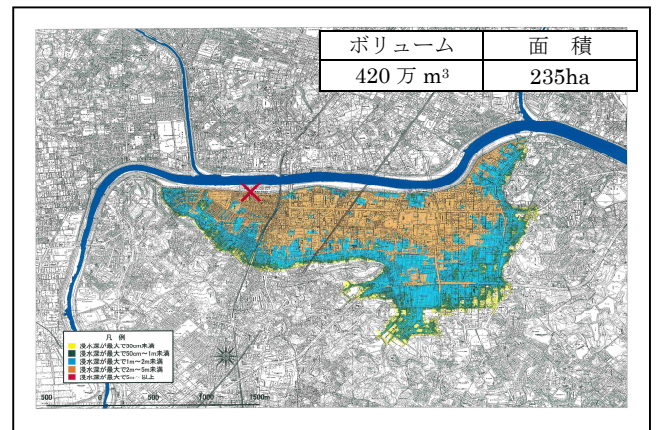 ボリューム 面 積
420 万 m³ 235ha
凡 例
浸水深が最大で50cm未満
浸水深が最大で50cm～1m未満
浸水深が最大で1m～2m未満
浸水深が最大で2m～5m未満
浸水深が最大で5m 以上
500 0 500 1000 1500m